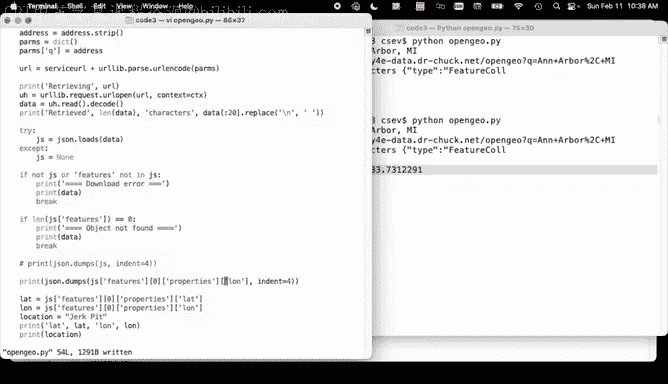 Terminal Shell Edit View Window Help
Sun Feb 11 10:38 AM
code3 — vi opengeo.py — 86×37
address = address.strip()
parms = dict()
parms['q'] = address
url = serviceurl + urllib.parse.urlencode(parms)
print('Retrieving', url)
uh = urllib.request.urlopen(url, context=ctx)
data = uh.read().decode()
print('Retrieved', len(data), 'characters', data[:20].replace('\n', ' '))
try:
js = json.loads(data)
except:
js = None
if not js or 'features' not in js:
print('==== Download error ===')
print(data)
break
if len(js['features']) == 0:
print('==== Object not found ====')
print(data)
break
# print(json.dumps(js, indent=4))
print(json.dumps(js['features'][0]['properties']['lon'], indent=4))
lat = js['features'][0]['properties']['lat']
lon = js['features'][0]['properties']['lon']
location = "Jerk Pit"
print('lat', lat, 'lon', lon)
print(location)
"opengeo.py" 54L, 1291B written
code3 — Python opengeo.py — 75×30
csev$ python opengeo.py
Arbor, MI
y4e-data.dr-chuck.net/opengeo?q=Ann+Arbor%2C+MI
cters {"type":"FeatureColl
3 csev$ python opengeo.py
Arbor, MI
y4e-data.dr-chuck.net/opengeo?q=Ann+Arbor%2C+MI
cters {"type":"FeatureColl
83.7312291